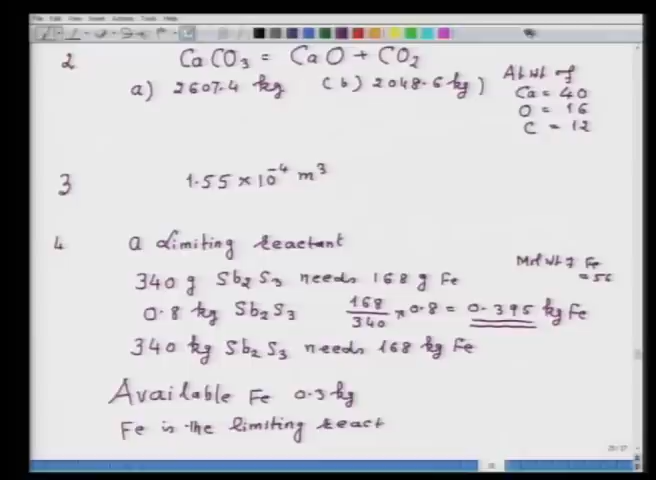 2 CaCO3 = CaO + CO2
a) 2607.4 kg (b) 2048.6 kg)
At wt of
Ca = 40
O = 16
C = 12
3 1.55 × 10^-4 m^3
4 a Limiting reactant
340 g Sb2S3 needs 168 g Fe
Mol wt of Fe
= 56
0.8 kg Sb2S3 168/340 × 0.8 = 0.395 kg Fe
340 kg Sb2S3 needs 168 kg Fe
Available Fe 0.3 kg
Fe is the limiting react